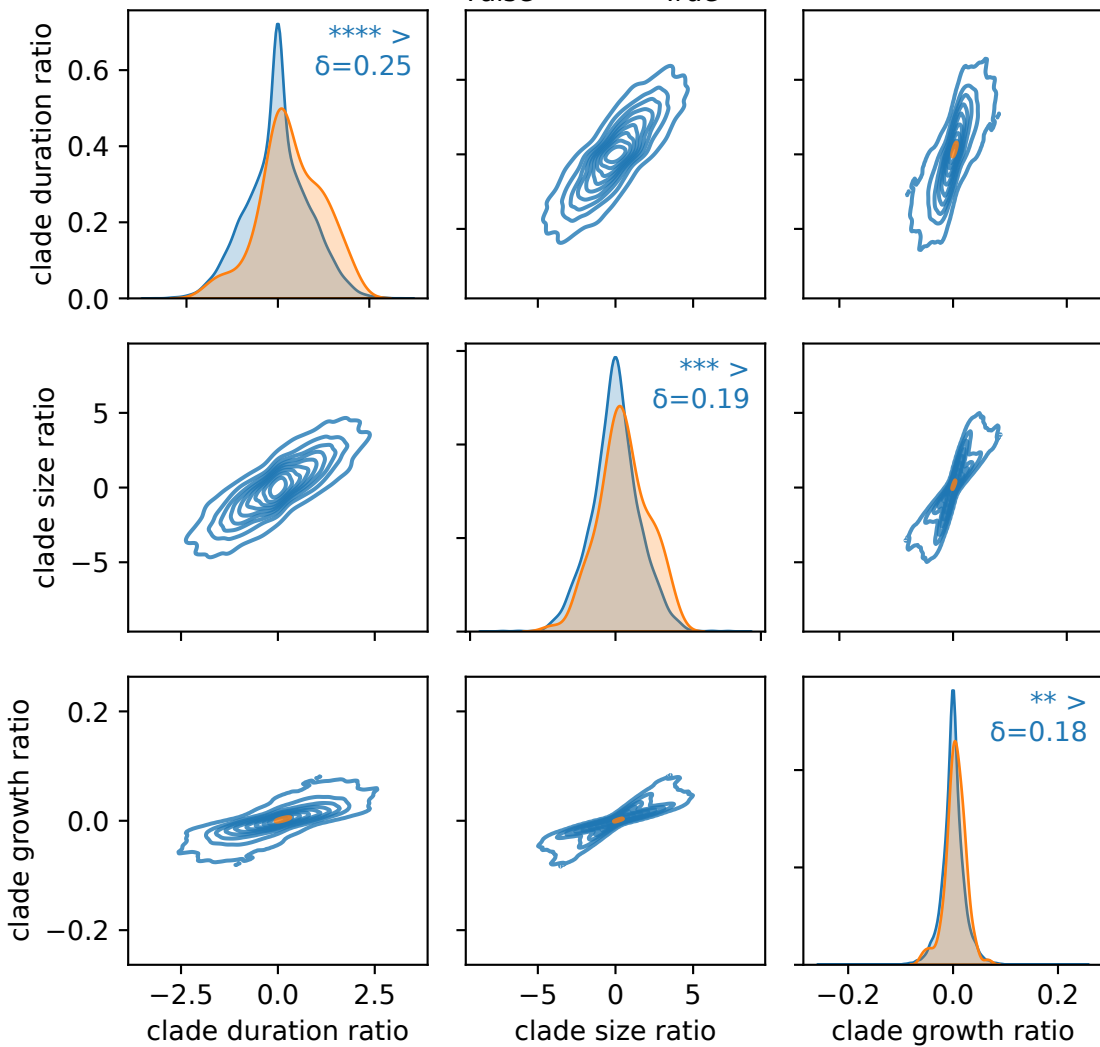 clade duration ratio
0.6
0.4
0.2
0.0
**** >
δ=0.25
clade size ratio
5
0
−5
*** >
δ=0.19
clade growth ratio
0.2
0.0
−0.2
** >
δ=0.18
−2.5 0.0 2.5
−5 0 5
−0.2 0.0 0.2
clade duration ratio
clade size ratio
clade growth ratio